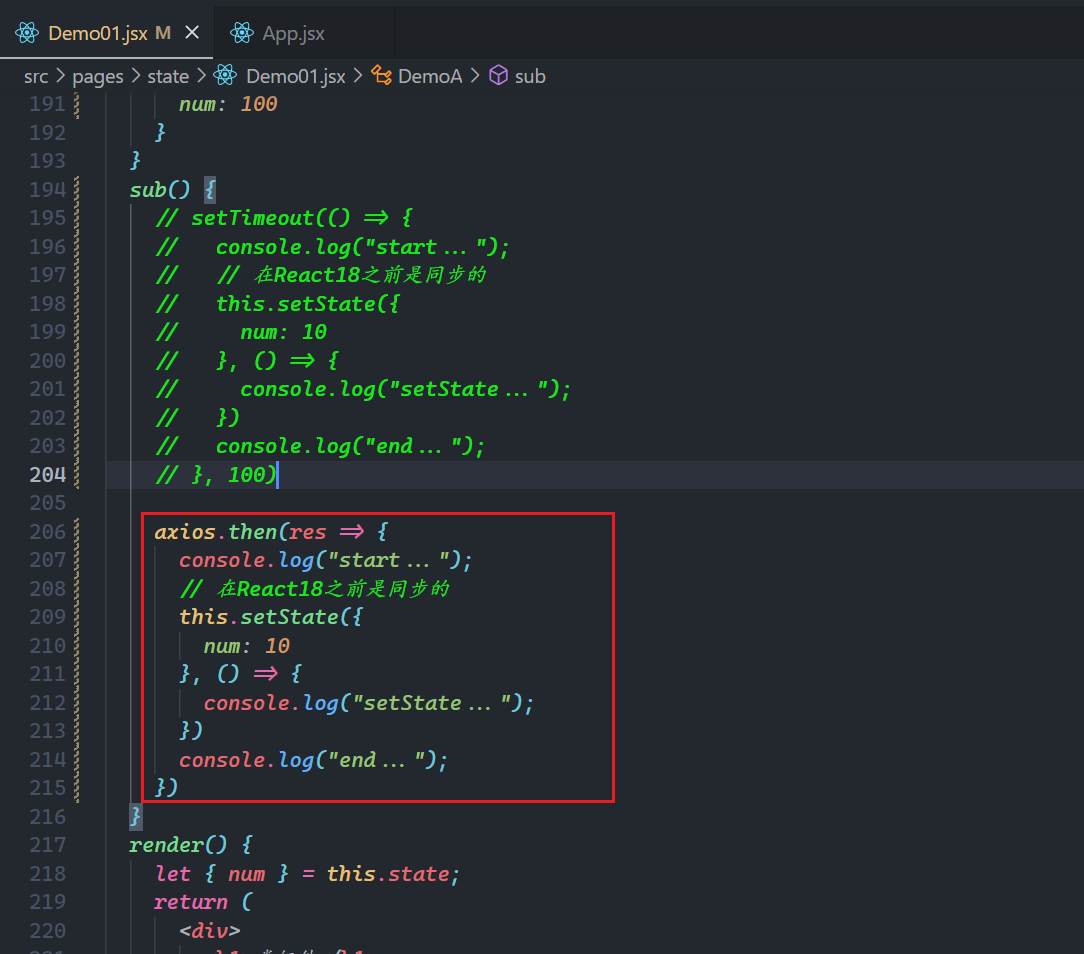 Demo01.jsx M ×
App.jsx
src > pages > state > Demo01.jsx > DemoA > sub
191 num: 100
192 }
193 }
194 sub() {
195 // setTimeout(() => {
196 // console.log("start...");
197 // // 在React18之前是同步的
198 // this.setState({
199 // num: 10
200 // }, () => {
201 // console.log("setState...");
202 // })
203 // console.log("end...");
204 // }, 100)
205
206 axios.then(res => {
207 console.log("start...");
208 // 在React18之前是同步的
209 this.setState({
210 num: 10
211 }, () => {
212 console.log("setState...");
213 })
214 console.log("end...");
215 })
216 }
217 render() {
218 let { num } = this.state;
219 return (
220 <div>